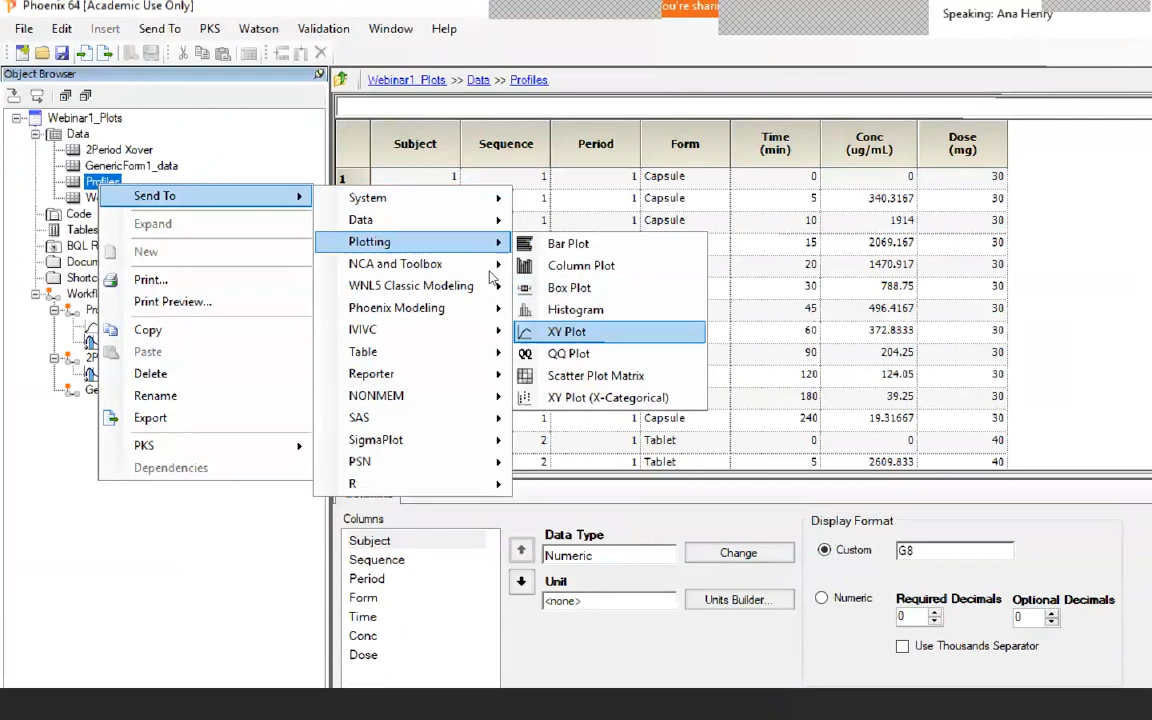 Phoenix 64 [Academic Use Only]
ou're sharin
Speaking: Ana Henry
File Edit Insert Send To PKS Watson Validation Window Help
Object Browser
Webinar1_Plots >> Data >> Profiles
Webinar1_Plots
Data
2Period Xover
GenericForm1_data
Profiles
Code
Tables
BQL R
Docum
Shortc
Workfl
Pr
2P
Ge
Send To
Expand
New
Print...
Print Preview...
Copy
Paste
Delete
Rename
Export
PKS
Dependencies
System
Data
Plotting
NCA and Toolbox
WNL5 Classic Modeling
Phoenix Modeling
IVIVC
Table
Reporter
NONMEM
SAS
SigmaPlot
PSN
R
Bar Plot
Column Plot
Box Plot
Histogram
XY Plot
QQ Plot
Scatter Plot Matrix
XY Plot (X-Categorical)
Subject Sequence Period Form Time (min) Conc (ug/mL) Dose (mg)
1 1 1 1 Capsule 0 0 30
1 1 Capsule 5 340.3167 30
1 1 Capsule 10 1914 30
15 2069.167 30
20 1470.917 30
30 788.75 30
45 496.4167 30
60 372.8333 30
90 204.25 30
120 124.05 30
180 39.25 30
1 1 Capsule 240 19.31667 30
2 1 Tablet 0 0 40
2 1 Tablet 5 2609.833 40
Columns
Subject
Sequence
Period
Form
Time
Conc
Dose
Data Type
Numeric
Change
Unit
<none>
Units Builder...
Display Format
Custom
G8
Numeric
Required Decimals Optional Decimals
0 0
Use Thousands Separator